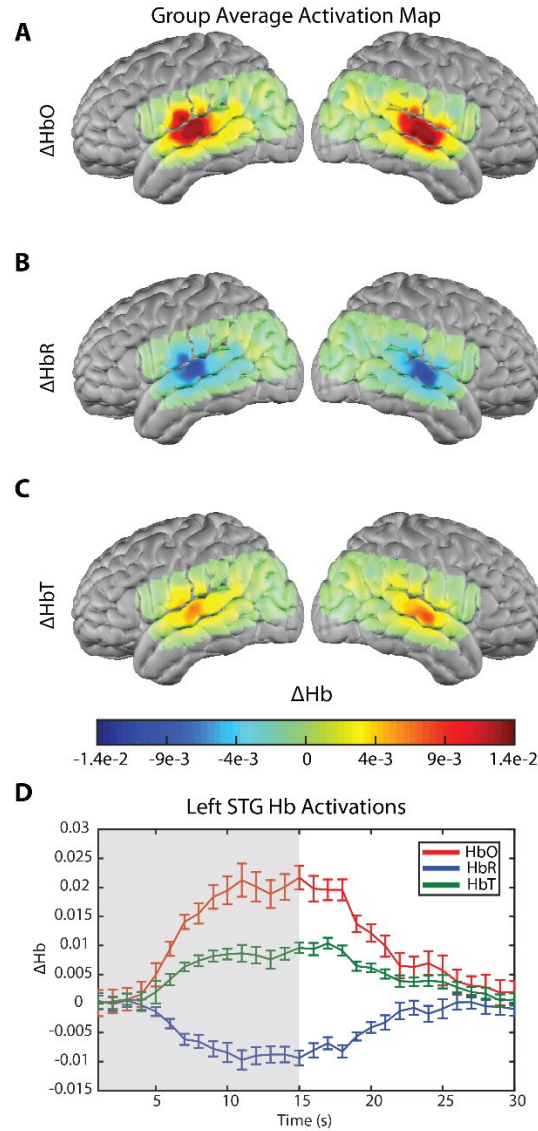 Group Average Activation Map
A
ΔHbO
B
ΔHbR
C
ΔHbT
ΔHb
-1.4e-2 -9e-3 -4e-3 0 4e-3 9e-3 1.4e-2
D
Left STG Hb Activations
0.03
0.025
0.02
0.015
0.01
0.005
0
-0.005
-0.01
-0.015
ΔHb
HbO
HbR
HbT
5 10 15 20 25 30
Time (s)